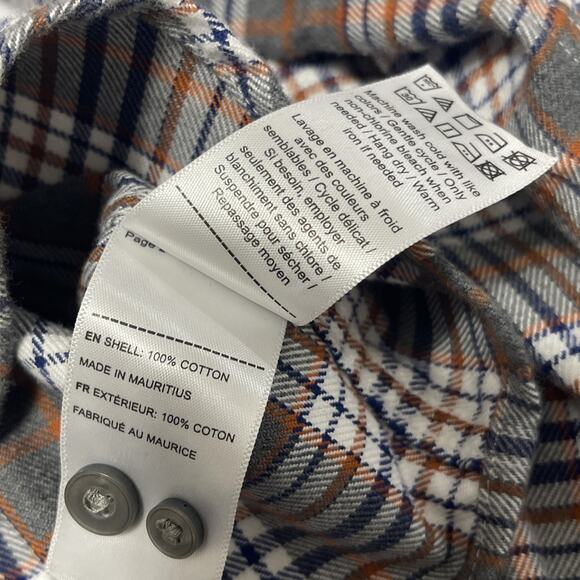 Machine wash cold with like
colors / Gentle cycle / Only
non-chlorine bleach when
needed / Hang dry / Warm
iron it needed
Lavage en machine à froid
avec des couleurs
semblables / Cycle délicat /
Si besoin, employer
seulement des agents de
blanchiment sans chlore /
Suspendre pour sécher /
Repassage moyen
Page
EN SHELL: 100% COTTON
MADE IN MAURITIUS
FR EXTÉRIEUR: 100% COTON
FABRIQUÉ AU MAURICE